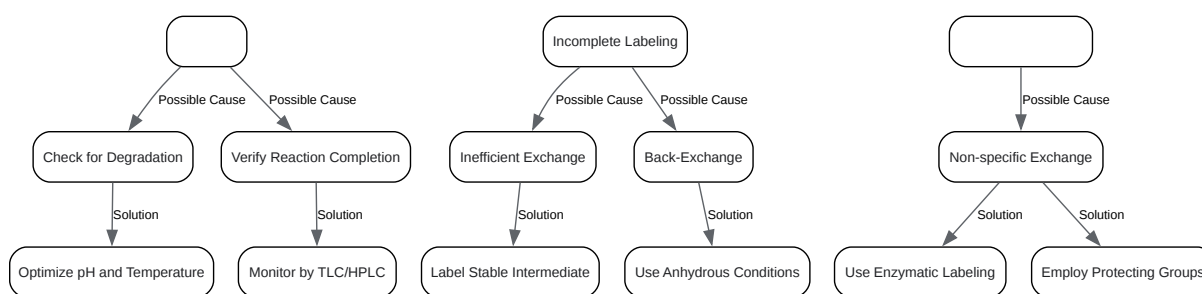 Incomplete Labeling
Possible Cause
Possible Cause
Possible Cause
Possible Cause
Possible Cause
Check for Degradation
Verify Reaction Completion
Inefficient Exchange
Back-Exchange
Non-specific Exchange
Solution
Solution
Solution
Solution
Solution
Solution
Optimize pH and Temperature
Monitor by TLC/HPLC
Label Stable Intermediate
Use Anhydrous Conditions
Use Enzymatic Labeling
Employ Protecting Groups